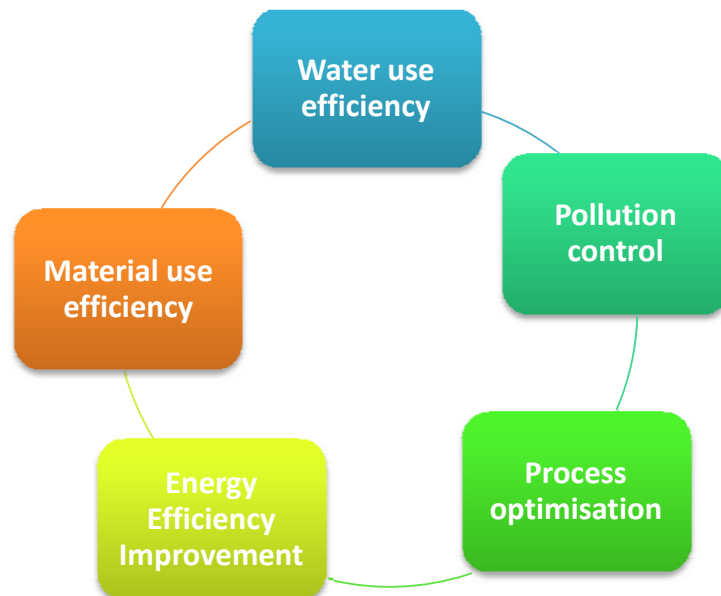 Water use
efficiency
Pollution
control
Process
optimisation
Energy
Efficiency
Improvement
Material use
efficiency